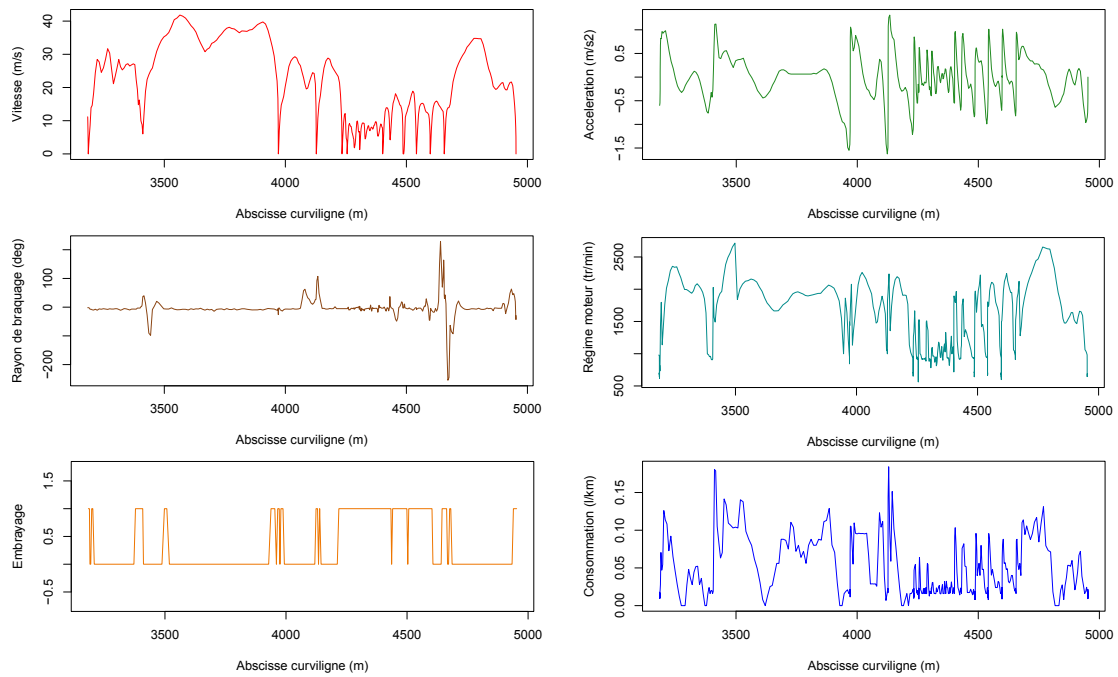 Vitesse (m/s)
0 10 20 30 40
3500 4000 4500 5000
Abscisse curviligne (m)
Acceleration (m/s2)
−1.5 −0.5 0.5
3500 4000 4500 5000
Abscisse curviligne (m)
Rayon de braquage (deg)
−200 0 100
3500 4000 4500 5000
Abscisse curviligne (m)
Régime moteur (tr/min)
500 1500 2500
3500 4000 4500 5000
Abscisse curviligne (m)
Embrayage
−0.5 0.5 1.5
3500 4000 4500 5000
Abscisse curviligne (m)
Consommation (l/km)
0.00 0.05 0.10 0.15
3500 4000 4500 5000
Abscisse curviligne (m)